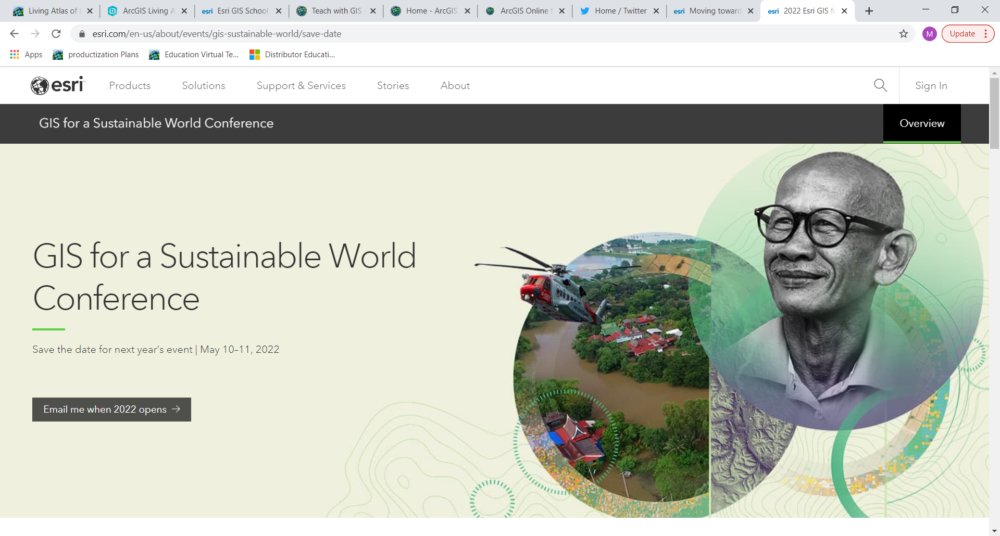 Living Atlas of t
ArcGIS Living A
esri Esri GIS School
Teach with GIS
Home - ArcGIS
ArcGIS Online f
Home / Twitter
esri Moving toward
esri 2022 Esri GIS fo
esri.com/en-us/about/events/gis-sustainable-world/save-date
M
Update
Apps
productization Plans
Education Virtual Te...
Distributor Educati...
esri
Products
Solutions
Support & Services
Stories
About
Sign In
GIS for a Sustainable World Conference
Overview
GIS for a Sustainable World
Conference
Save the date for next year’s event | May 10–11, 2022
Email me when 2022 opens →